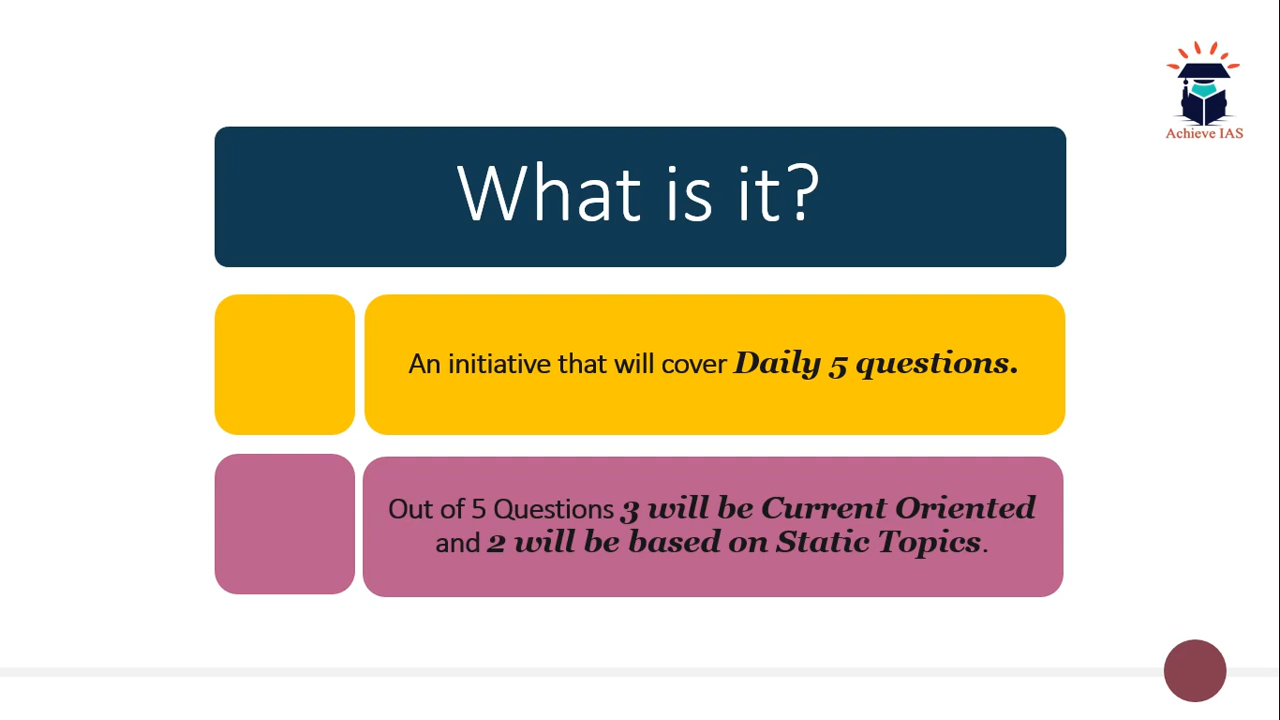 Achieve IAS
What is it?
An initiative that will cover Daily 5 questions.
Out of 5 Questions 3 will be Current Oriented
and 2 will be based on Static Topics.